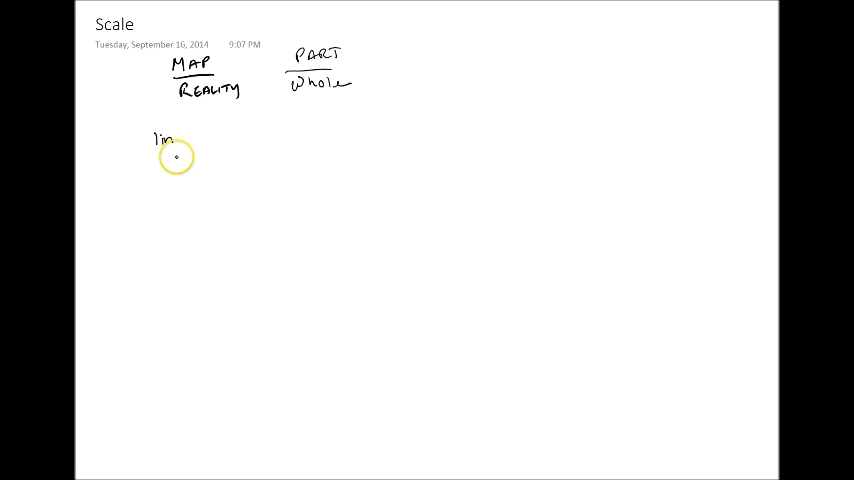 Scale
Tuesday, September 16, 2014 9:07 PM
MAP PART
REALITY Whole
1in